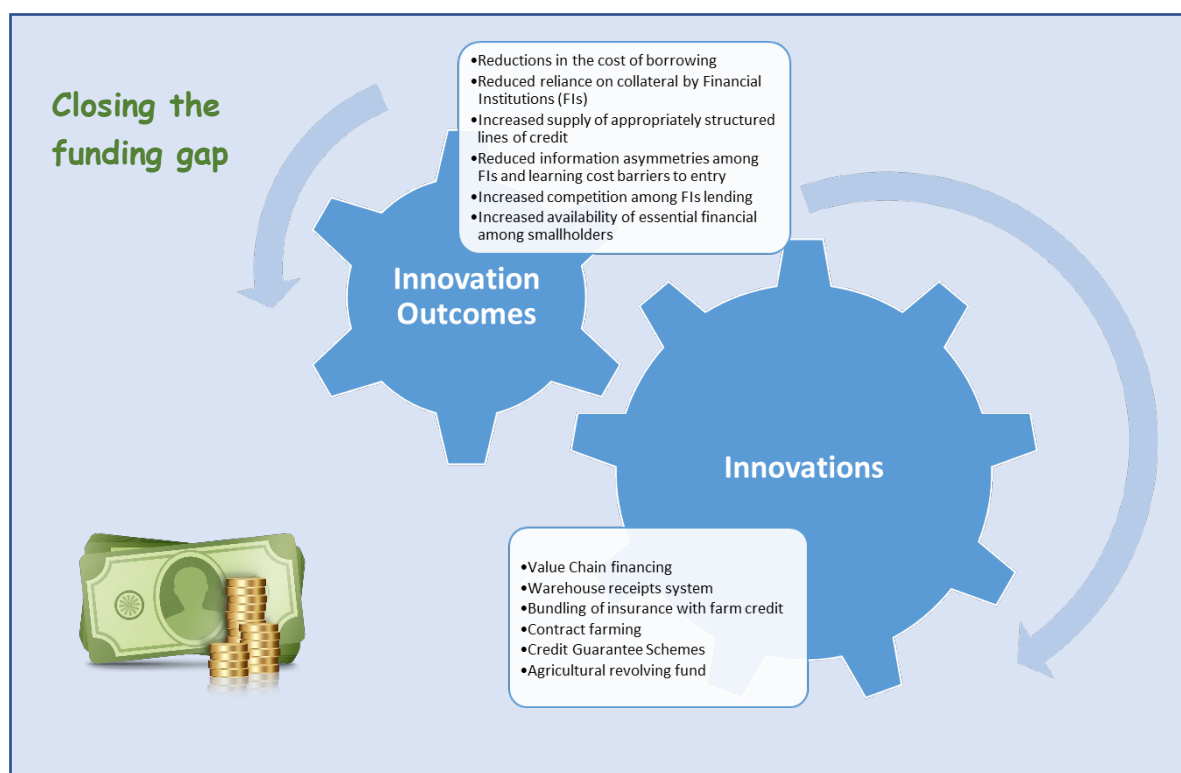 Closing the
funding gap
•Reductions in the cost of borrowing
•Reduced reliance on collateral by Financial
Institutions (FIs)
•Increased supply of appropriately structured
lines of credit
•Reduced information asymmetries among
FIs and learning cost barriers to entry
•Increased competition among FIs lending
•Increased availability of essential financial
among smallholders
Innovation
Outcomes
Innovations
•Value Chain financing
•Warehouse receipts system
•Bundling of insurance with farm credit
•Contract farming
•Credit Guarantee Schemes
•Agricultural revolving fund